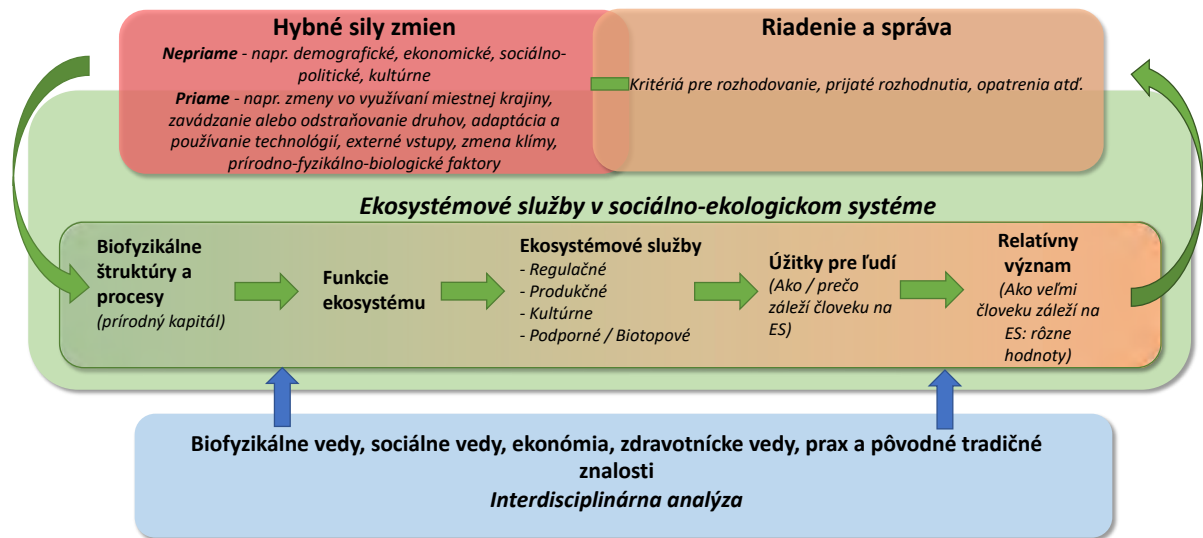 Hybné sily zmien
Nepriame - napr. demografické, ekonomické, sociálno-
politické, kultúrne
Priame - napr. zmeny vo využívaní miestnej krajiny,
zavádzanie alebo odstraňovanie druhov, adaptácia a
používanie technológií, externé vstupy, zmena klímy,
prírodno-fyzikálno-biologické faktory
Riadenie a správa
Kritériá pre rozhodovanie, prijaté rozhodnutia, opatrenia atď.
Ekosystémové služby v sociálno-ekologickom systéme
Biofyzikálne
štruktúry a
procesy
(prírodný kapitál)
Funkcie
ekosystému
Ekosystémové služby
- Regulačné
- Produkčné
- Kultúrne
- Podporné / Biotopové
Úžitky pre ľudí
(Ako / prečo
záleží človeku na
ES)
Relatívny
význam
(Ako veľmi
človeku záleží na
ES: rôzne
hodnoty)
Biofyzikálne vedy, sociálne vedy, ekonómia, zdravotnícke vedy, prax a pôvodné tradičné
znalosti
Interdisciplinárna analýza